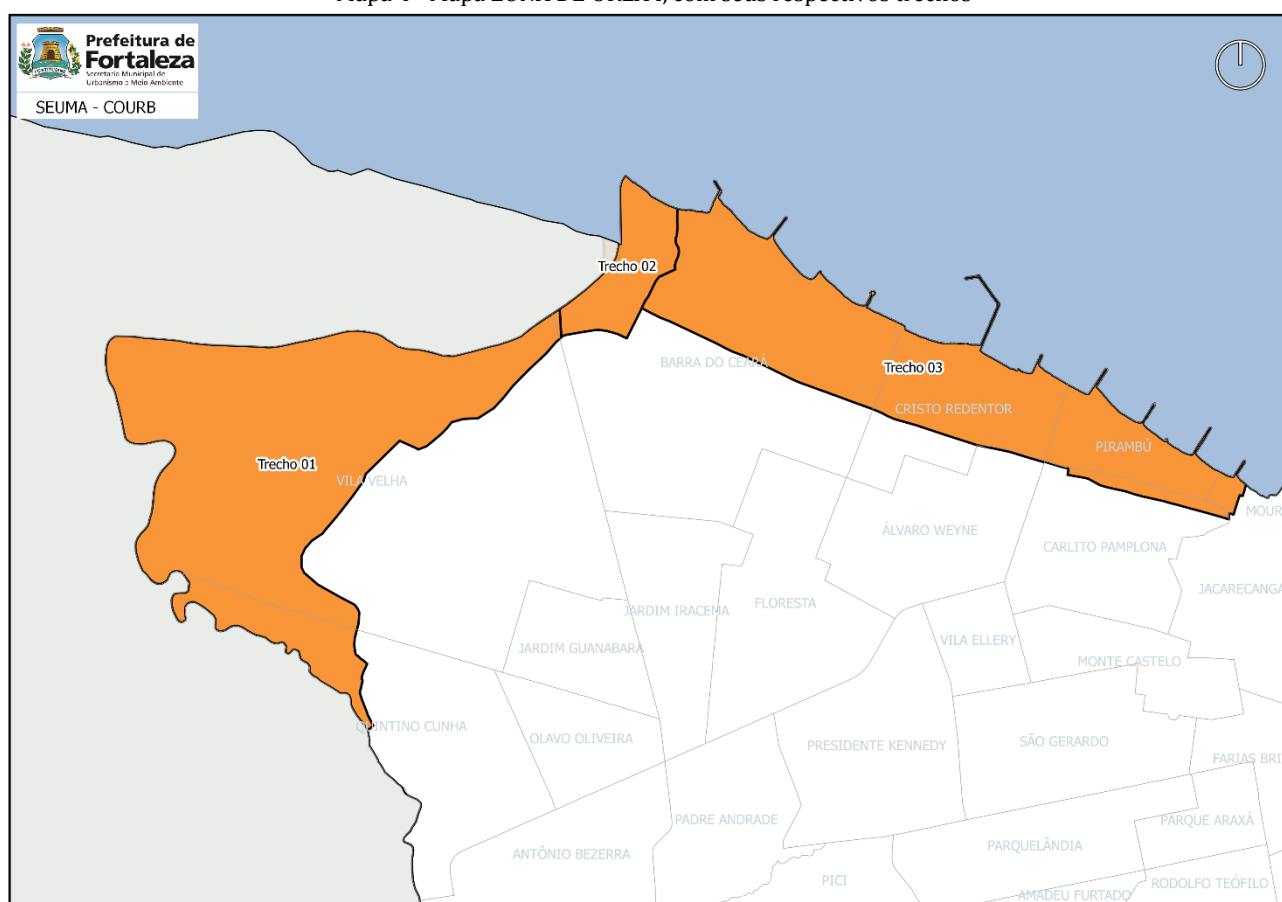 Prefeitura de
Fortaleza
Secretaria Municipal de
Urbanismo e Meio Ambiente
SEUMA - COURB
Trecho 02
BARRA DO CEARÁ
Trecho 03
CRISTO REDENTOR
PIRAMBÚ
Trecho 01
VILA VELHA
MOUR
ÁLVARO WEYNE
CARLITO PAMPLONA
JACARECANGA
JARDIM IRACEMA
FLORESTA
JARDIM GUANABARA
VILA ELLERY
MONTE CASTELO
QUINTINO CUNHA
OLAVO OLIVEIRA
PRESIDENTE KENNEDY
SÃO GERARDO
FARIAS BRI
PADRE ANDRADE
PARQUE ARAXÁ
ANTÔNIO BEZERRA
PARQUELÂNDIA
PICI
RODOLFO TEÓFILO
AMADEU FURTADO